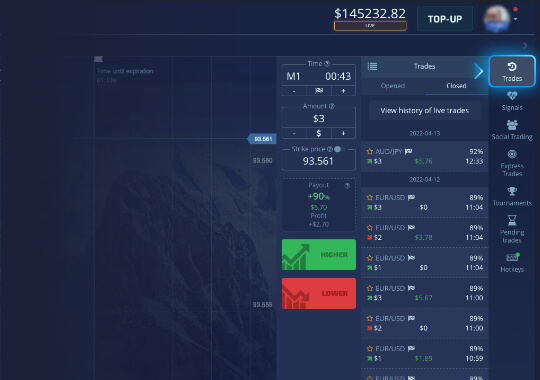 $145232.82
LIVE
TOP-UP
Time until expiration
93.561
93.560
93.555
Time
M1 00:43
- +
Amount
$3
- $ +
Strike price
93.561
Payout
+90%
$5.70
Profit
+$2.70
HIGHER
LOWER
Trades
Opened Closed
View history of live trades
2022-04-13
AUD/JPY 92%
$3 $5.76 12:33
2022-04-12
EUR/USD 89%
$3 $0 11:04
EUR/USD 89%
$2 $3.78 11:04
EUR/USD 89%
$1 $0 11:04
EUR/USD 89%
$3 $5.67 11:00
EUR/USD 89%
$2 $0 11:00
EUR/USD 89%
$1 $1.89 10:59
EUR/USD 89%
Trades
Signals
Social Trading
Express
Trades
Tournaments
Pending
trades
Hotkeys